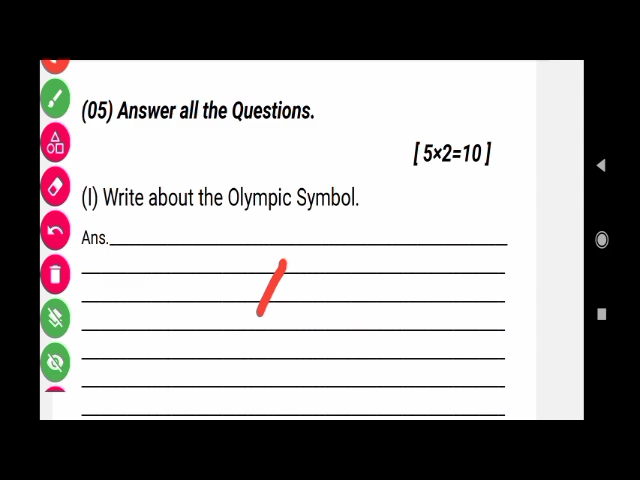 (05) Answer all the Questions.
[ 5×2=10 ]
(I) Write about the Olympic Symbol.
Ans.